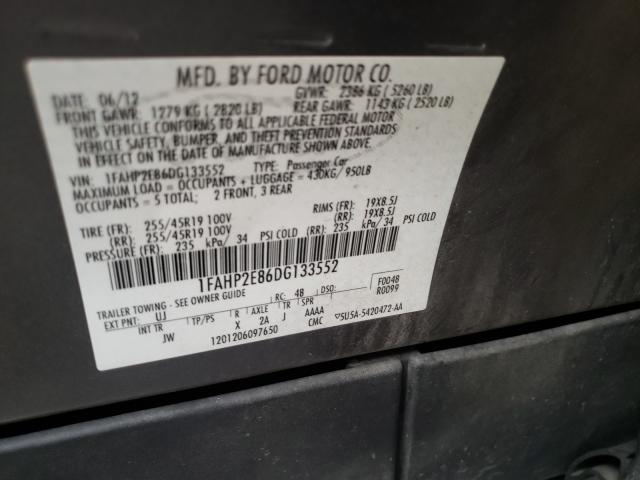 MFD. BY FORD MOTOR CO.
DATE: 06/12 GVWR: 2386 KG ( 5260 LB)
FRONT GAWR: 1279 KG ( 2820 LB) REAR GAWR: 1143 KG ( 2520 LB)
THIS VEHICLE CONFORMS TO ALL APPLICABLE FEDERAL MOTOR
VEHICLE SAFETY, BUMPER, AND THEFT PREVENTION STANDARDS
IN EFFECT ON THE DATE OF MANUFACTURE SHOWN ABOVE.
VIN: 1FAHP2E86DG133552 TYPE: Passenger Car
MAXIMUM LOAD = OCCUPANTS + LUGGAGE = 430KG/950LB
OCCUPANTS = 5 TOTAL; 2 FRONT, 3 REAR
TIRE (FR): 255/45R19 100V RIMS (FR): 19X8.5J
(RR): 255/45R19 100V (RR): 19X8.5J
PRESSURE (FR): 235 kPa/ 34 PSI COLD (RR): 235 kPa/ 34 PSI COLD
1FAHP2E86DG133552
TRAILER TOWING - SEE OWNER GUIDE RC: 48 DSO: F0048
R0099
EXT PNT: UJ
INT TR TP/PS R AXLE TR SPR
JW X 2A J AAAA
CMC ▽5U5A-5420472-AA
1201206097650